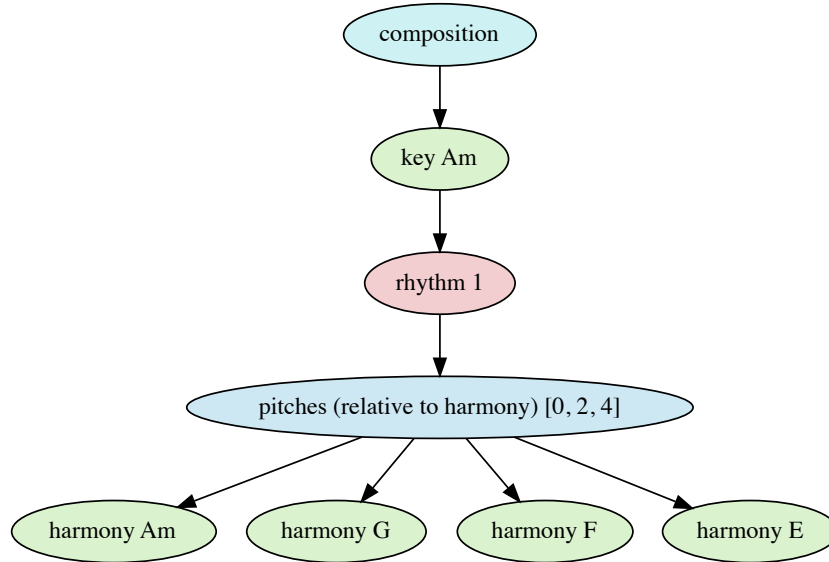 composition
key Am
rhythm 1
pitches (relative to harmony) [0, 2, 4]
harmony Am
harmony G
harmony F
harmony E